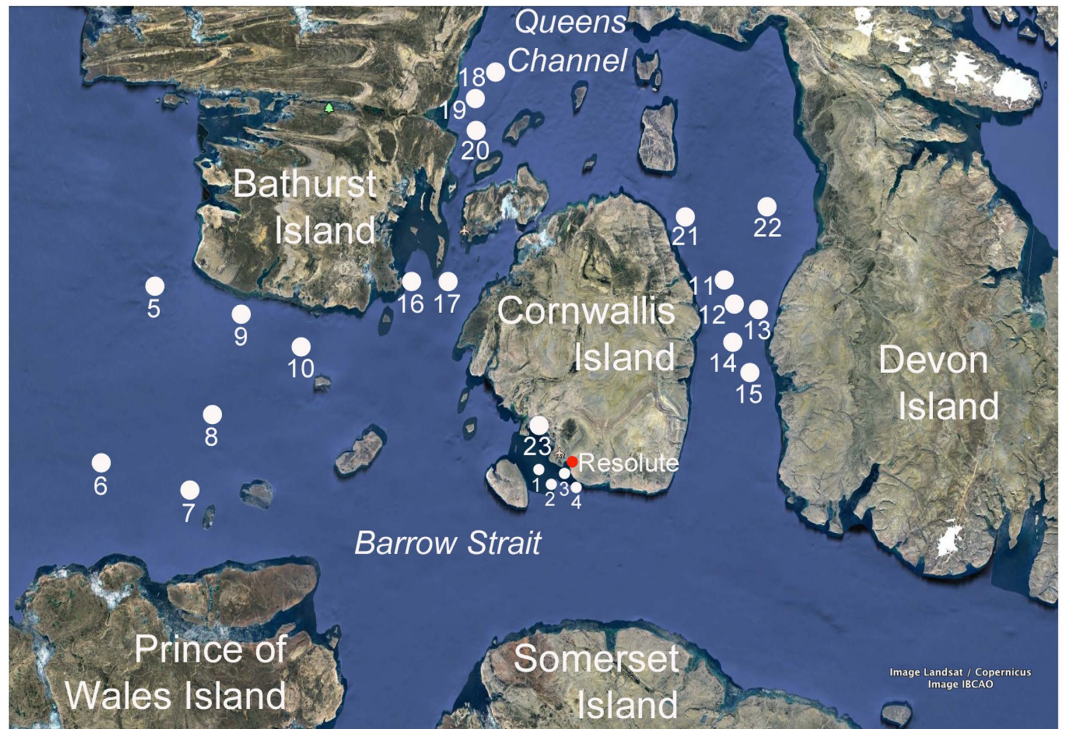 Queens
Channel
18
19
20
Bathurst
Island
22
21
5
16
17
11
9
12
13
Cornwallis
Island
10
14
Devon
Island
15
8
23
Resolute
6
1
3
7
2
4
Barrow Strait
Prince of
Wales Island
Somerset
Island
Image Landsat / Copernicus
Image IBCAO